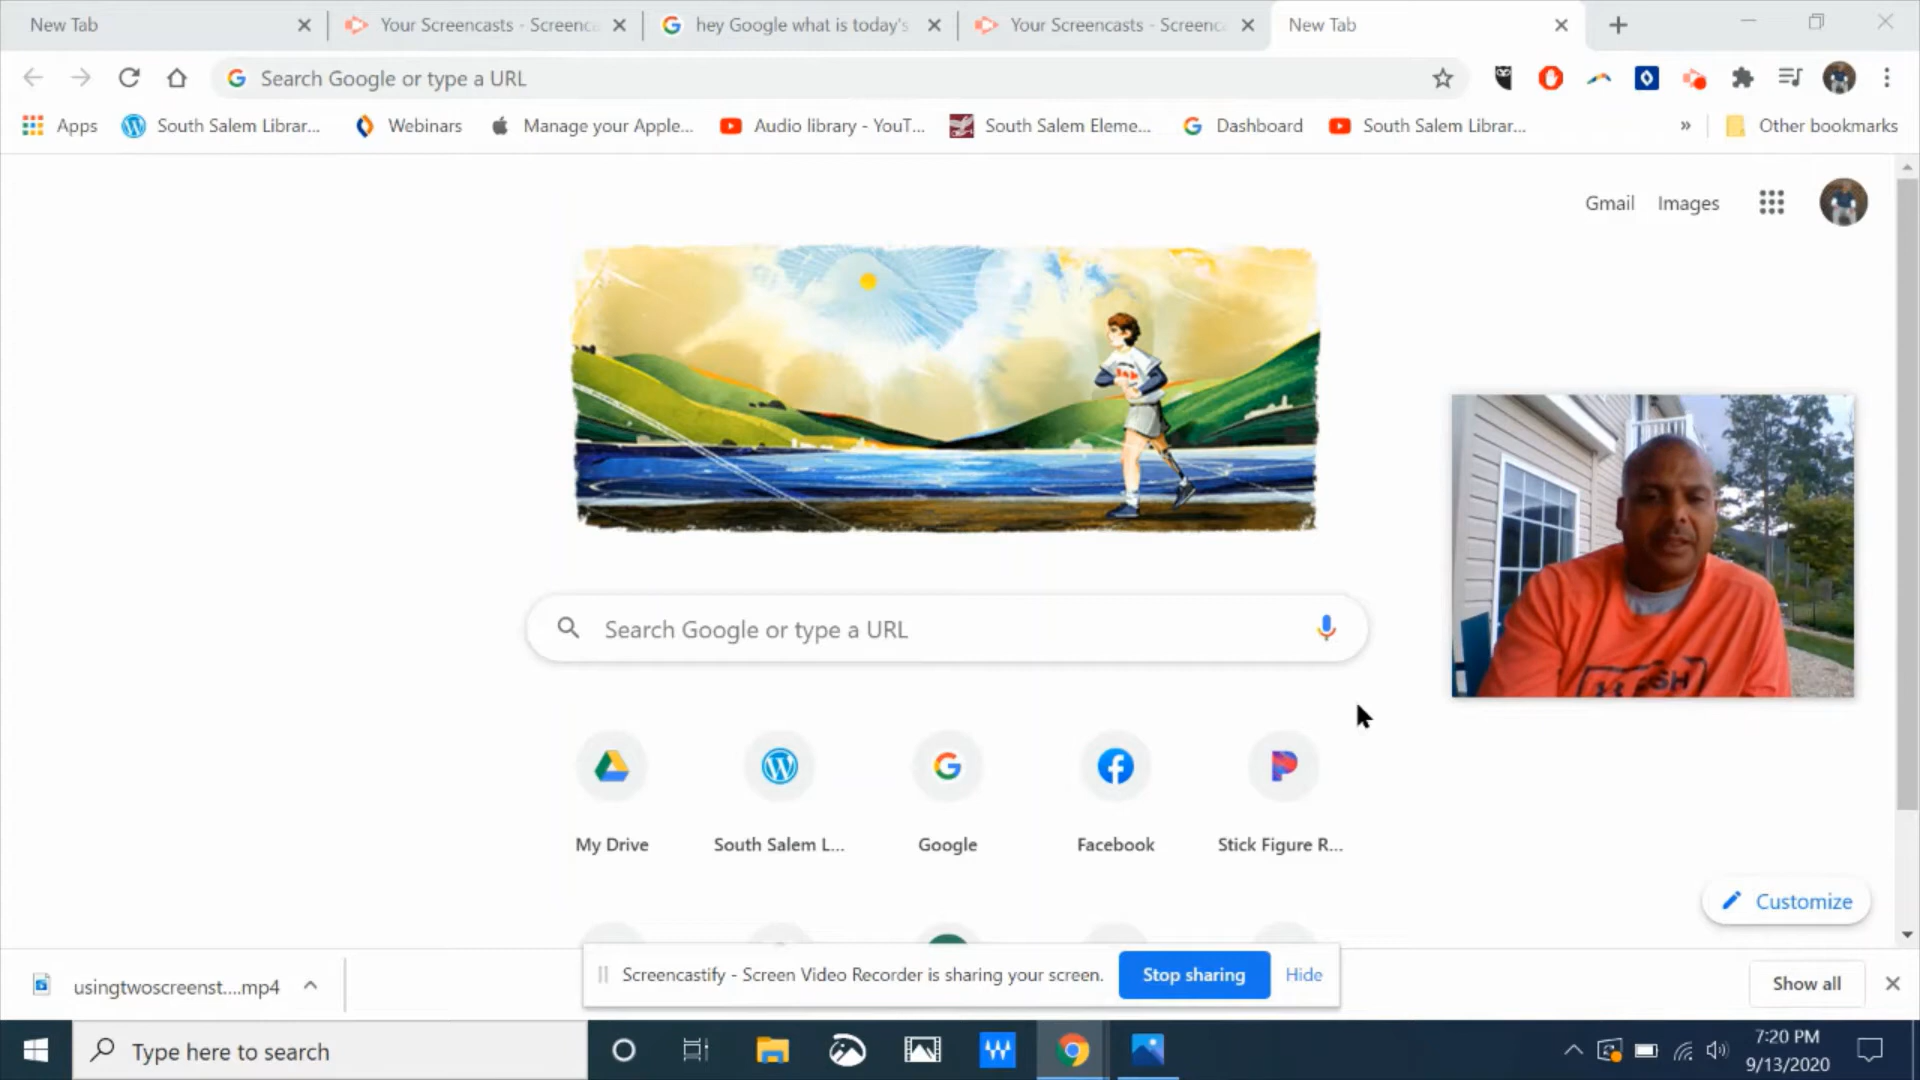 New Tab
Your Screencasts - Screenca
hey Google what is today's
Your Screencasts - Screenca
New Tab
Search Google or type a URL
Apps
South Salem Librar...
Webinars
Manage your Apple...
Audio library - YouT...
South Salem Eleme...
Dashboard
South Salem Librar...
»
Other bookmarks
Gmail
Images
Search Google or type a URL
My Drive
South Salem L...
Google
Facebook
Stick Figure R...
Customize
usingtwoscreenst....mp4
Screencastify - Screen Video Recorder is sharing your screen.
Stop sharing
Hide
Show all
Type here to search
7:20 PM
9/13/2020